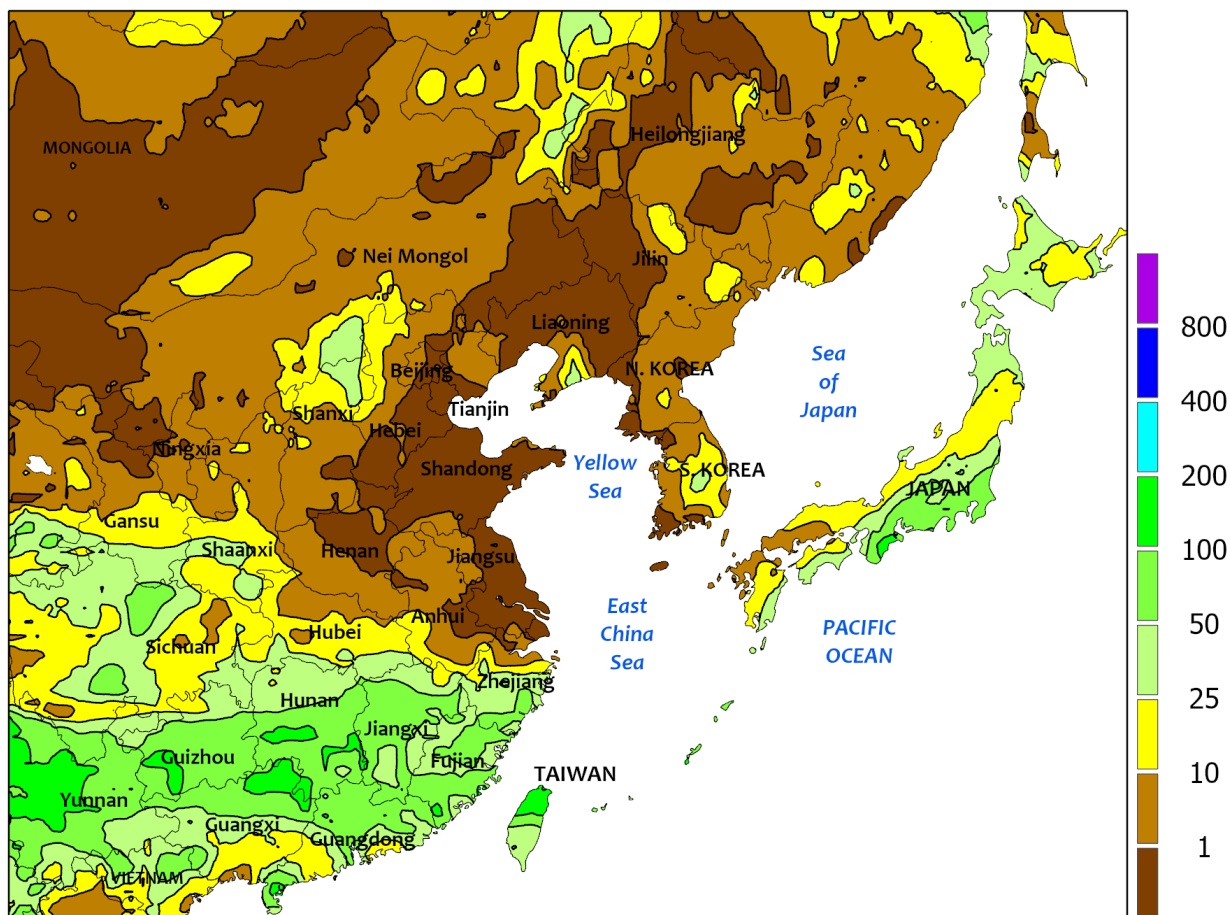 Heilongjiang
MONGOLIA
Nei Mongol
Jilin
Liaoning
800
Sea
of
Japan
Beijing
N. KOREA
400
Shanxi
Tianjin
Hebei
Ningxia
Shandong
Yellow
Sea
S. KOREA
200
JAPAN
Gansu
Shaanxi
Henan
Jiangsu
100
East
China
Sea
Anhui
Hubei
Sichuan
PACIFIC
OCEAN
50
Zhejiang
Hunan
25
Jiangxi
Guizhou
Fujian
TAIWAN
10
Yunnan
Guangxi
Guangdong
1
VIETNAM